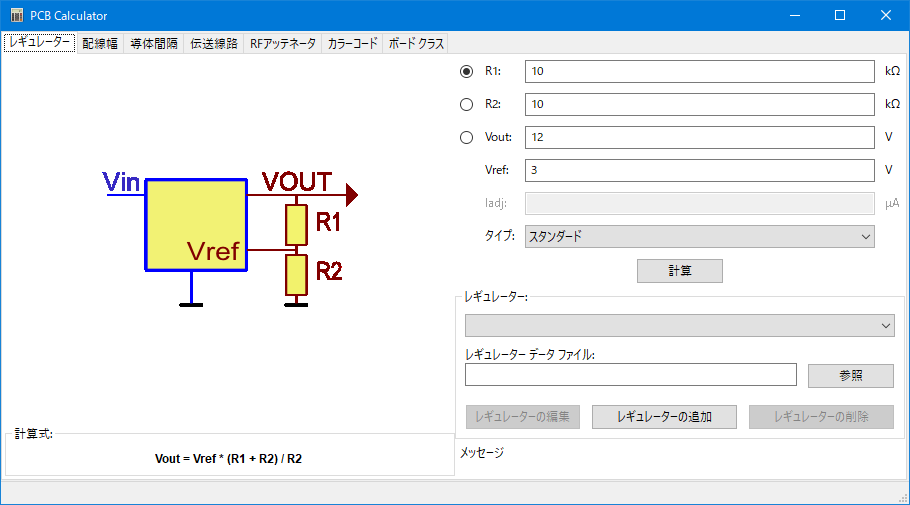 PCB Calculator
レギュレーター 配線幅 導体間隔 伝送線路 RFアッテネータ カラーコード ボード クラス
Vin
VOUT
R1
Vref
R2
計算式:
Vout = Vref * (R1 + R2) / R2
R1: 10 kΩ
R2: 10 kΩ
Vout: 12 V
Vref: 3 V
Iadj: μA
タイプ: スタンダード
計算
レギュレーター:
レギュレーター データ ファイル:
参照
レギュレーターの編集 レギュレーターの追加 レギュレーターの削除
メッセージ